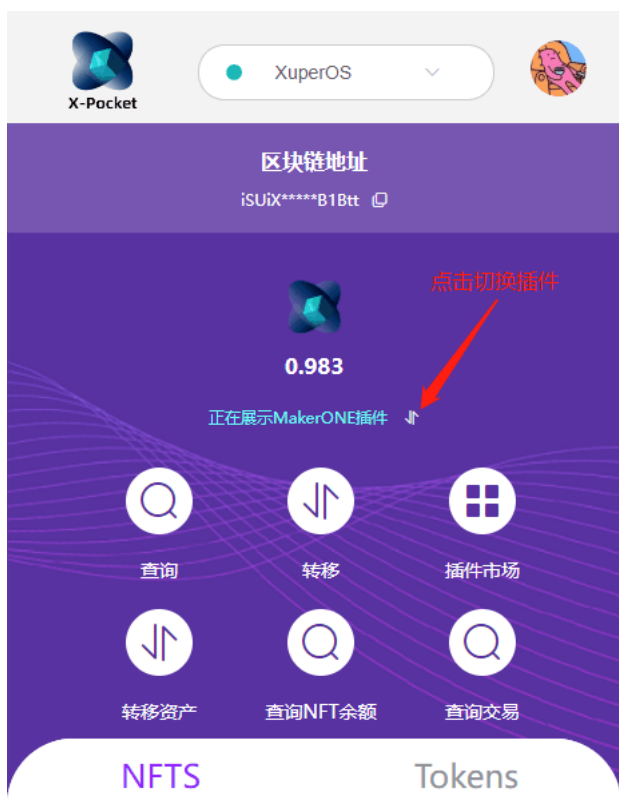 X-Pocket
XuperOS
区块链地址
iSUiX*****B1Btt
点击切换插件
0.983
正在展示MakerONE插件
查询
转移
插件市场
转移资产
查询NFT余额
查询交易
NFTS
Tokens